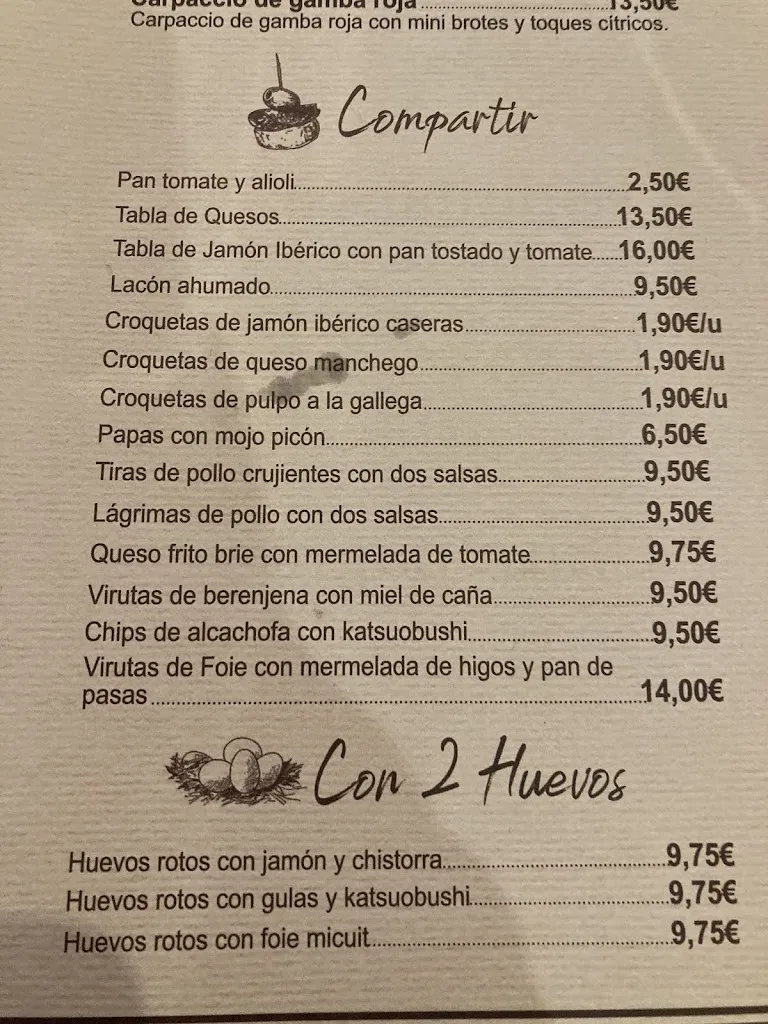 Carpaccio de gamba roja 13,50€
Carpaccio de gamba roja con mini brotes y toques cítricos.
Compartir
Pan tomate y alioli 2,50€
Tabla de Quesos 13,50€
Tabla de Jamón Ibérico con pan tostado y tomate 16,00€
Lacón ahumado 9,50€
Croquetas de jamón ibérico caseras 1,90€/u
Croquetas de queso manchego 1,90€/u
Croquetas de pulpo a la gallega 1,90€/u
Papas con mojo picón 6,50€
Tiras de pollo crujientes con dos salsas 9,50€
Lágrimas de pollo con dos salsas 9,50€
Queso frito brie con mermelada de tomate 9,75€
Virutas de berenjena con miel de caña 9,50€
Chips de alcachofa con katsuobushi 9,50€
Virutas de Foie con mermelada de higos y pan de
pasas 14,00€
Con 2 Huevos
Huevos rotos con jamón y chistorra 9,75€
Huevos rotos con gulas y katsuobushi 9,75€
Huevos rotos con foie micuit 9,75€